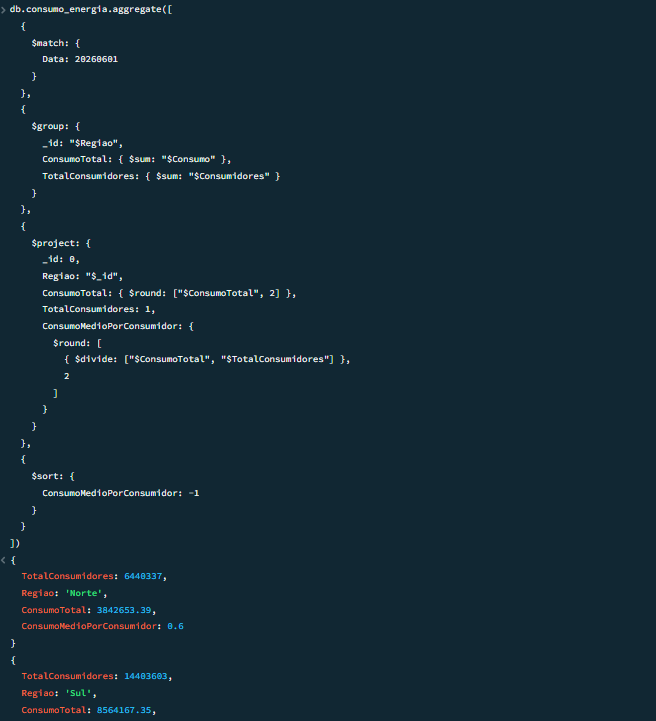 db.consumo_energia.aggregate([
{
$match: {
Data: 20260601
}
},
{
$group: {
_id: "$Regiao",
ConsumoTotal: { $sum: "$Consumo" },
TotalConsumidores: { $sum: "$Consumidores" }
}
},
{
$project: {
_id: 0,
Regiao: "$_id",
ConsumoTotal: { $round: ["$ConsumoTotal", 2] },
TotalConsumidores: 1,
ConsumoMedioPorConsumidor: {
$round: [
{ $divide: ["$ConsumoTotal", "$TotalConsumidores"] },
2
]
}
}
},
{
$sort: {
ConsumoMedioPorConsumidor: -1
}
}
])
{
TotalConsumidores: 6440337,
Regiao: 'Norte',
ConsumoTotal: 3842653.39,
ConsumoMedioPorConsumidor: 0.6
}
{
TotalConsumidores: 14403603,
Regiao: 'Sul',
ConsumoTotal: 8564167.35,